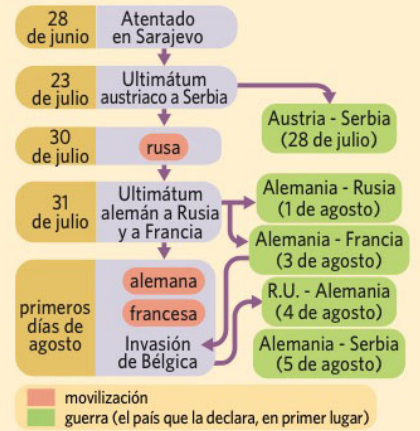 28
de junio
Atentado
en Sarajevo
23
de julio
Ultimátum
austriaco a Serbia
Austria - Serbia
(28 de julio)
30
de julio
rusa
31
de julio
Ultimátum
alemán a Rusia
y a Francia
Alemania - Rusia
(1 de agosto)
Alemania - Francia
(3 de agosto)
primeros
días de
agosto
alemana
francesa
Invasión
de Bélgica
R.U. - Alemania
(4 de agosto)
Alemania - Serbia
(5 de agosto)
movilización
guerra (el país que la declara, en primer lugar)